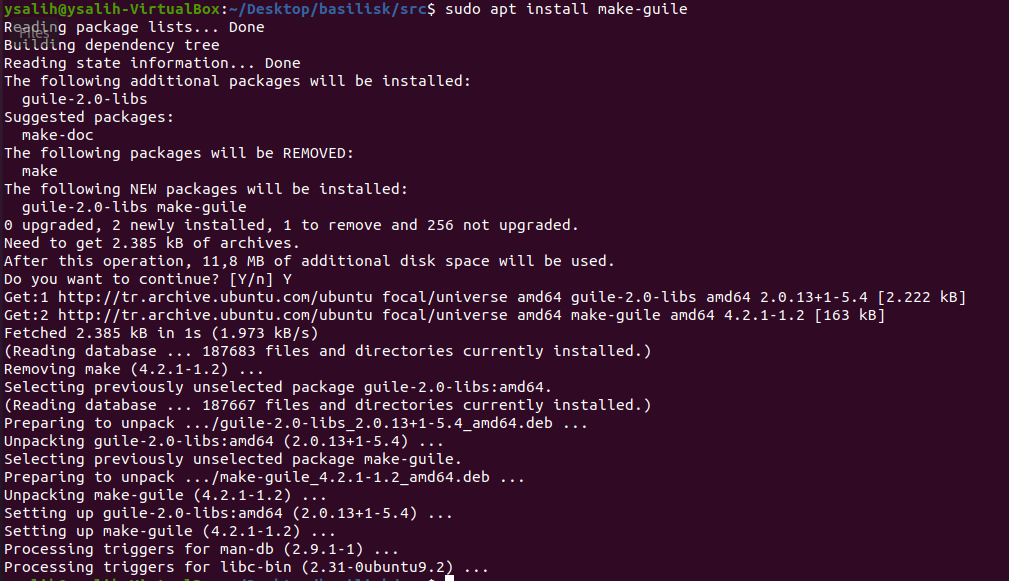 ysalih@ysalih-VirtualBox:~/Desktop/basilisk/src$ sudo apt install make-guile
Reading package lists... Done
Files
Building dependency tree
Reading state information... Done
The following additional packages will be installed:
  guile-2.0-libs
Suggested packages:
  make-doc
The following packages will be REMOVED:
  make
The following NEW packages will be installed:
  guile-2.0-libs make-guile
0 upgraded, 2 newly installed, 1 to remove and 256 not upgraded.
Need to get 2.385 kB of archives.
After this operation, 11,8 MB of additional disk space will be used.
Do you want to continue? [Y/n] Y
Get:1 http://tr.archive.ubuntu.com/ubuntu focal/universe amd64 guile-2.0-libs amd64 2.0.13+1-5.4 [2.222 kB]
Get:2 http://tr.archive.ubuntu.com/ubuntu focal/universe amd64 make-guile amd64 4.2.1-1.2 [163 kB]
Fetched 2.385 kB in 1s (1.973 kB/s)
(Reading database ... 187683 files and directories currently installed.)
Removing make (4.2.1-1.2) ...
Selecting previously unselected package guile-2.0-libs:amd64.
(Reading database ... 187667 files and directories currently installed.)
Preparing to unpack .../guile-2.0-libs_2.0.13+1-5.4_amd64.deb ...
Unpacking guile-2.0-libs:amd64 (2.0.13+1-5.4) ...
Selecting previously unselected package make-guile.
Preparing to unpack .../make-guile_4.2.1-1.2_amd64.deb ...
Unpacking make-guile (4.2.1-1.2) ...
Setting up guile-2.0-libs:amd64 (2.0.13+1-5.4) ...
Setting up make-guile (4.2.1-1.2) ...
Processing triggers for man-db (2.9.1-1) ...
Processing triggers for libc-bin (2.31-0ubuntu9.2) ...